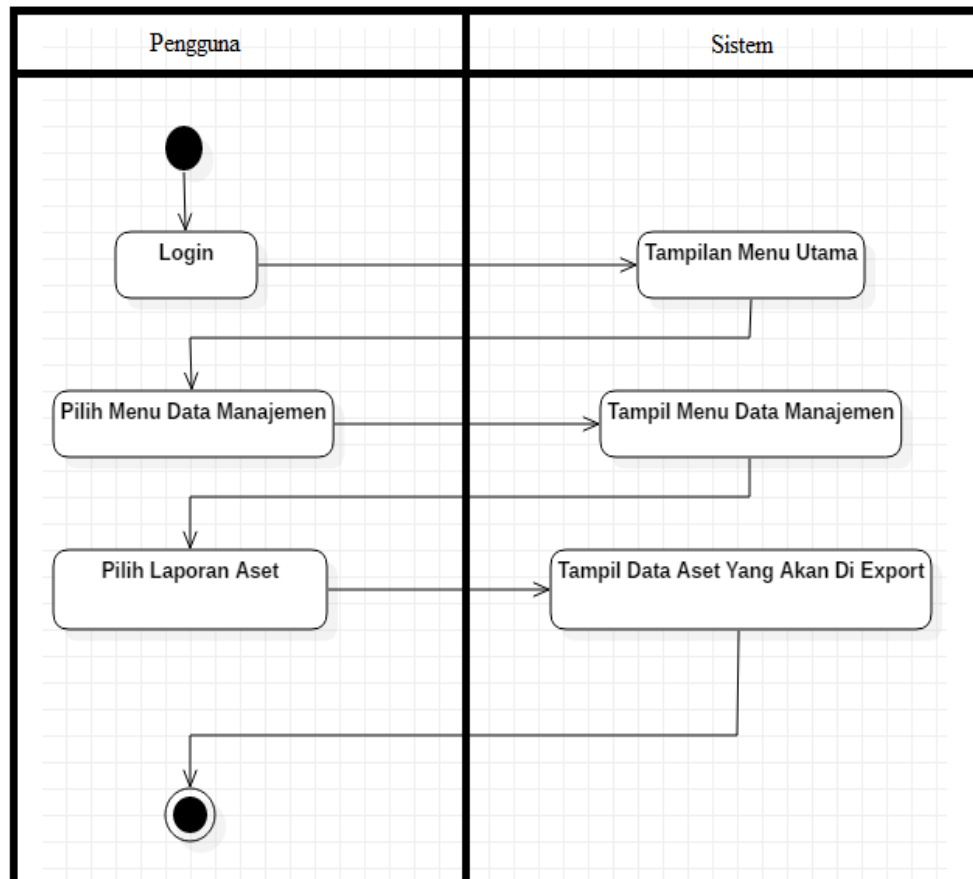 Pengguna
Sistem
Login
Tampilan Menu Utama
Pilih Menu Data Manajemen
Tampil Menu Data Manajemen
Pilih Laporan Aset
Tampil Data Aset Yang Akan Di Export